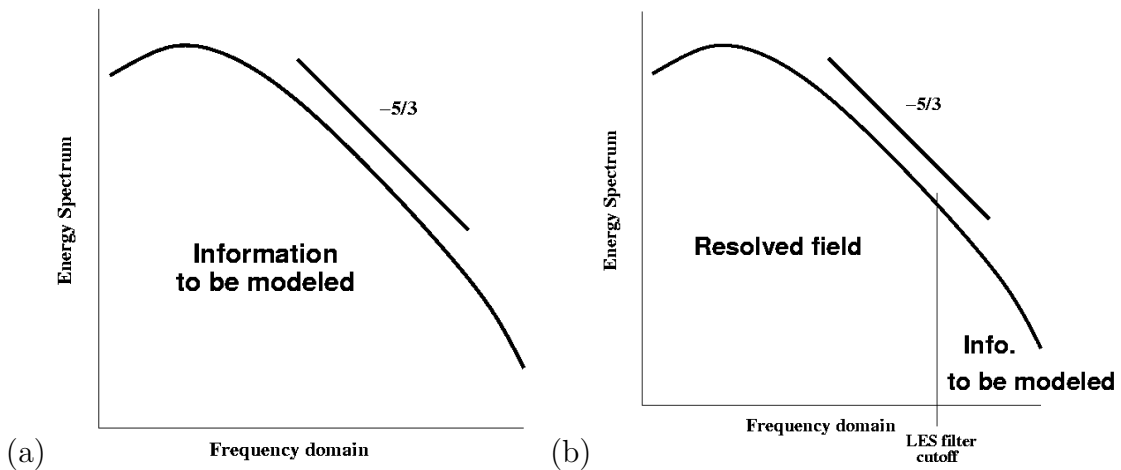 Energy Spectrum
−5/3
Information
to be modeled
Frequency domain
(a)
Energy Spectrum
−5/3
Resolved field
Info.
to be modeled
Frequency domain
LES filter
cutoff
(b)